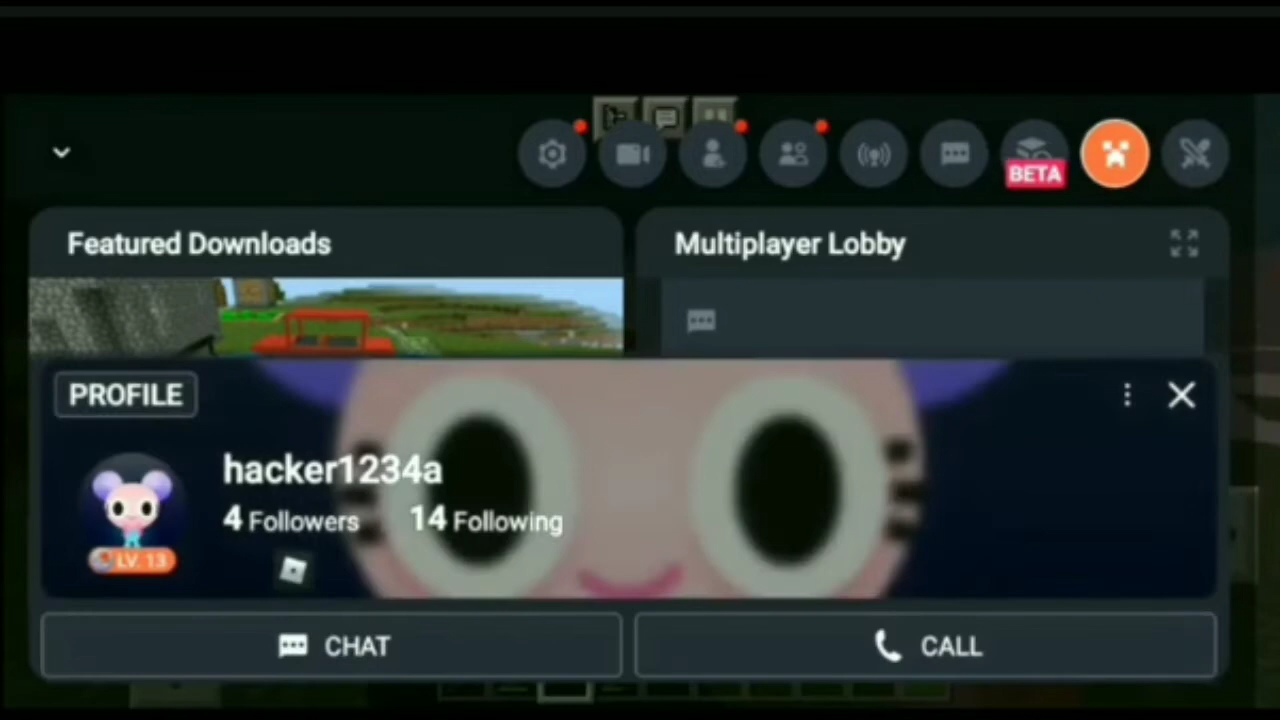 BETA
Featured Downloads
Multiplayer Lobby
PROFILE
hacker1234a
4 Followers 14 Following
LV. 13
CHAT
CALL